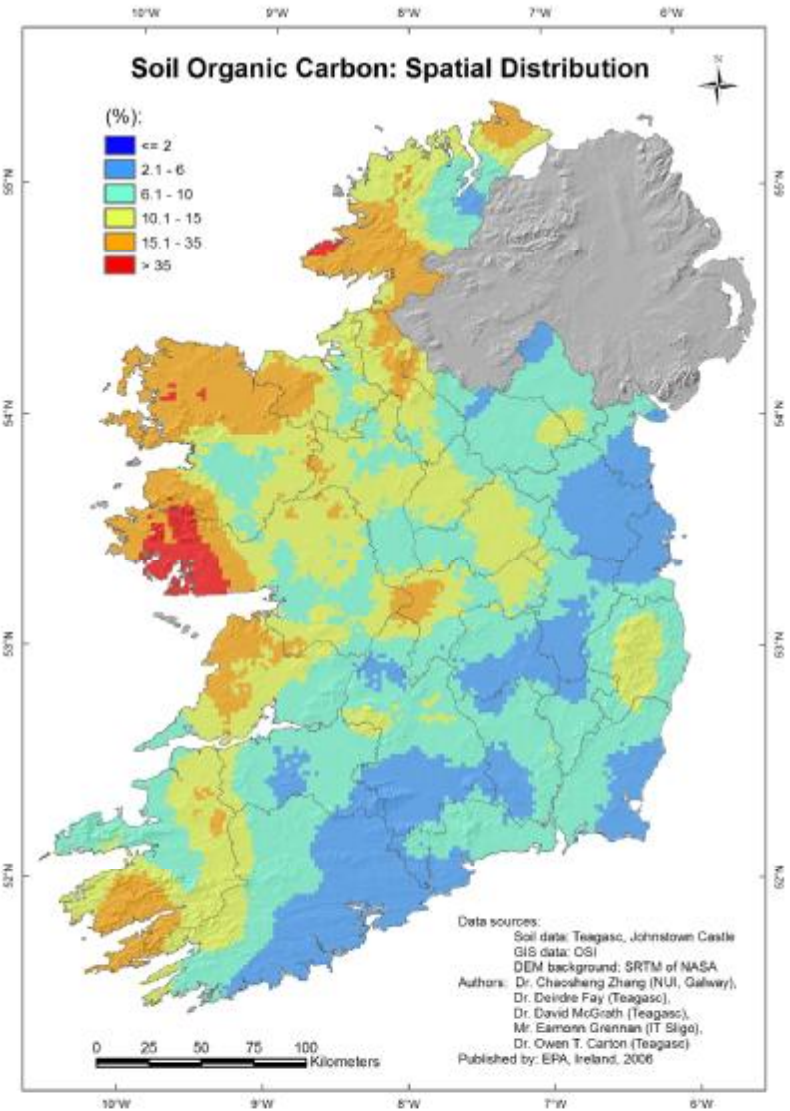 10°W 9°W 8°W 7°W 6°W
Soil Organic Carbon: Spatial Distribution
N
(%):
<= 2
2.1 - 6
6.1 - 10
10.1 - 15
15.1 - 35
> 35
55°N 55°N
54°N 54°N
53°N 53°N
52°N 52°N
Data sources:
Soil data: Teagasc, Johnstown Castle
GIS data: OSI
DEM background: SRTM of NASA
Authors: Dr. Chaosheng Zhang (NUI, Galway),
Dr. Deirdre Fay (Teagasc),
Dr. David McGrath (Teagasc),
Mr. Eamonn Grennan (IT Sligo),
Dr. Owen T. Carton (Teagasc)
Published by: EPA, Ireland, 2006
0 25 50 75 100
Kilometers
10°W 9°W 8°W 7°W 6°W